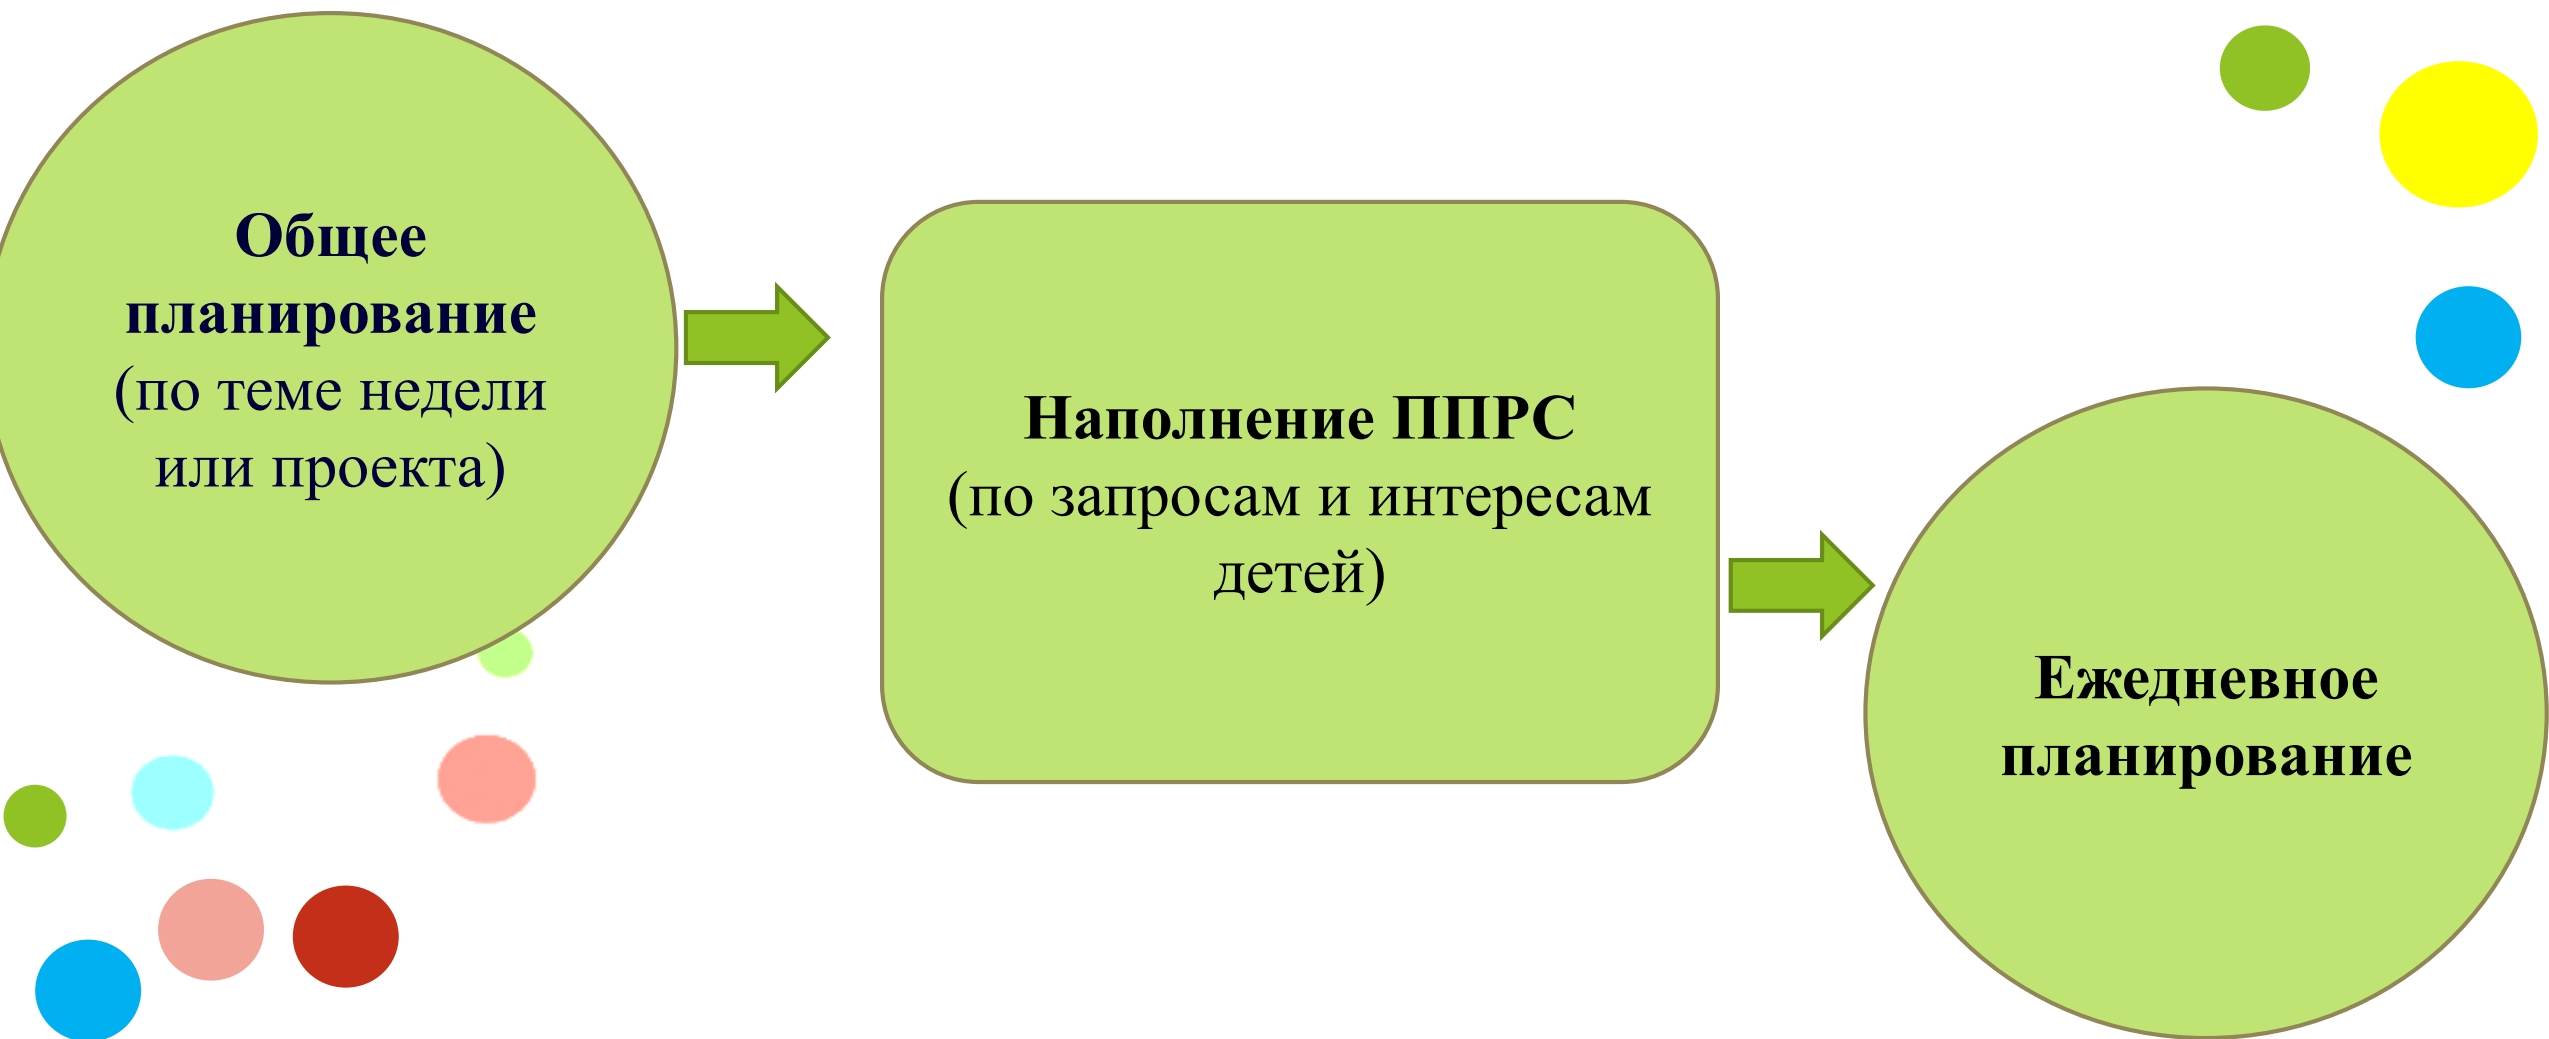 Общее
планирование
(по теме недели
или проекта)
Наполнение ППРС
(по запросам и интересам
детей)
Ежедневное
планирование